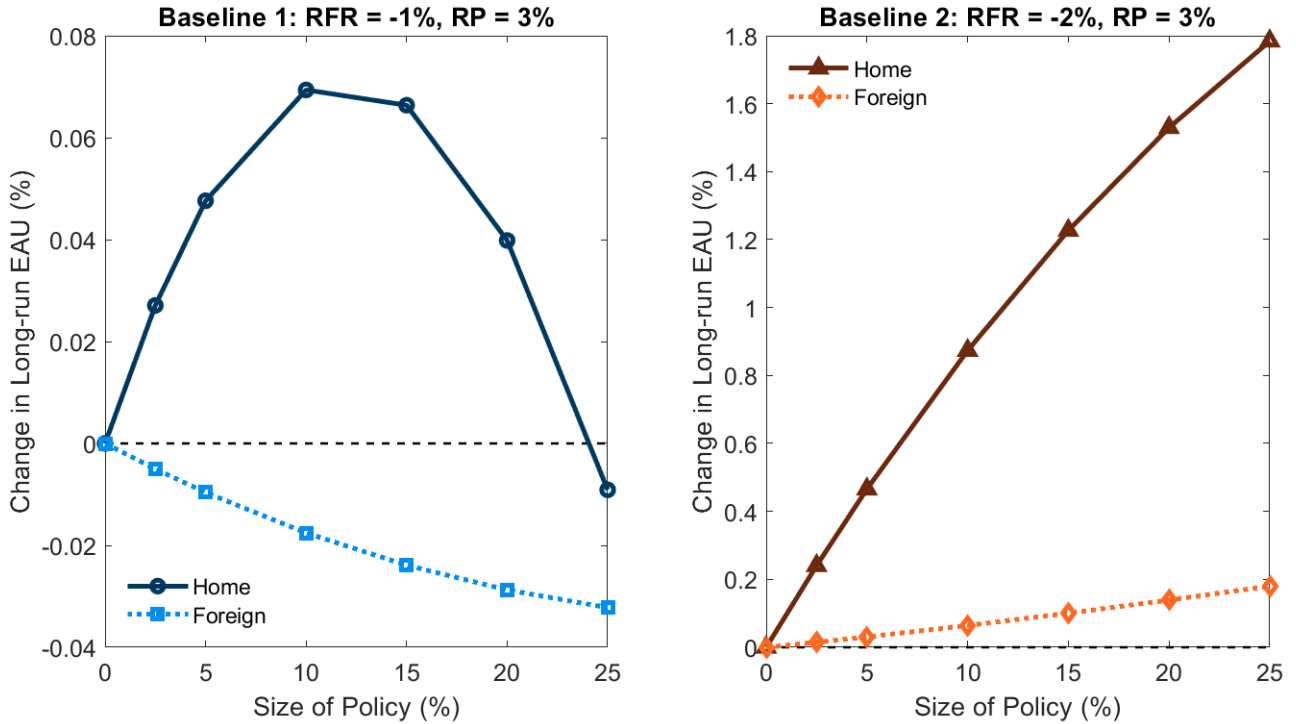 Baseline 1: RFR = -1%, RP = 3%
Change in Long-run EAU (%)
0.08
0.06
0.04
0.02
0
-0.02
-0.04
Home
Foreign
0
5
10
15
20
25
Size of Policy (%)
Baseline 2: RFR = -2%, RP = 3%
Change in Long-run EAU (%)
1.8
1.6
1.4
1.2
1
0.8
0.6
0.4
0.2
0
Home
Foreign
0
5
10
15
20
25
Size of Policy (%)